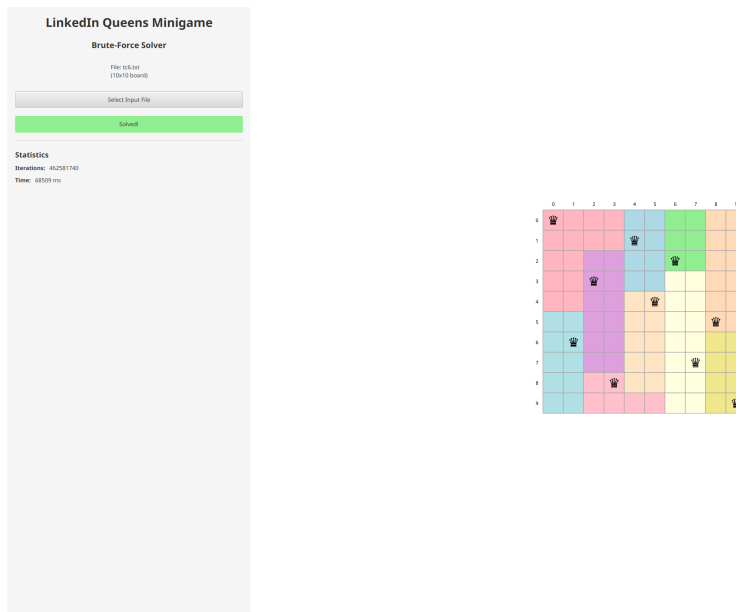 LinkedIn Queens Minigame
Brute-Force Solver
File: tc6.txt
(10x10 board)
Select Input File
Solved!
Statistics
Iterations: 462581740
Time: 68509 ms
0 1 2 3 4 5 6 7 8 9
0
1
2
3
4
5
6
7
8
9